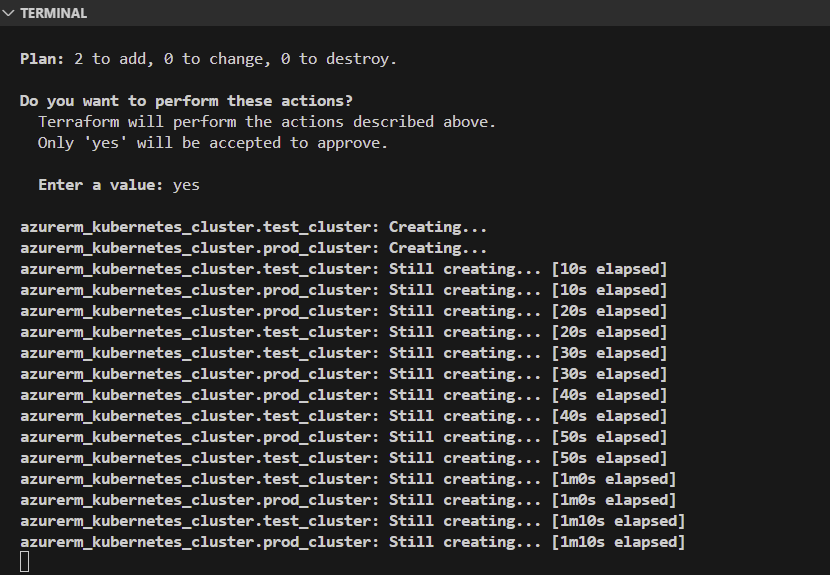 TERMINAL
Plan: 2 to add, 0 to change, 0 to destroy.
Do you want to perform these actions?
Terraform will perform the actions described above.
Only 'yes' will be accepted to approve.
Enter a value: yes
azurerm_kubernetes_cluster.test_cluster: Creating...
azurerm_kubernetes_cluster.prod_cluster: Creating...
azurerm_kubernetes_cluster.test_cluster: Still creating... [10s elapsed]
azurerm_kubernetes_cluster.prod_cluster: Still creating... [10s elapsed]
azurerm_kubernetes_cluster.prod_cluster: Still creating... [20s elapsed]
azurerm_kubernetes_cluster.test_cluster: Still creating... [20s elapsed]
azurerm_kubernetes_cluster.test_cluster: Still creating... [30s elapsed]
azurerm_kubernetes_cluster.prod_cluster: Still creating... [30s elapsed]
azurerm_kubernetes_cluster.prod_cluster: Still creating... [40s elapsed]
azurerm_kubernetes_cluster.test_cluster: Still creating... [40s elapsed]
azurerm_kubernetes_cluster.prod_cluster: Still creating... [50s elapsed]
azurerm_kubernetes_cluster.test_cluster: Still creating... [50s elapsed]
azurerm_kubernetes_cluster.test_cluster: Still creating... [1m0s elapsed]
azurerm_kubernetes_cluster.prod_cluster: Still creating... [1m0s elapsed]
azurerm_kubernetes_cluster.test_cluster: Still creating... [1m10s elapsed]
azurerm_kubernetes_cluster.prod_cluster: Still creating... [1m10s elapsed]